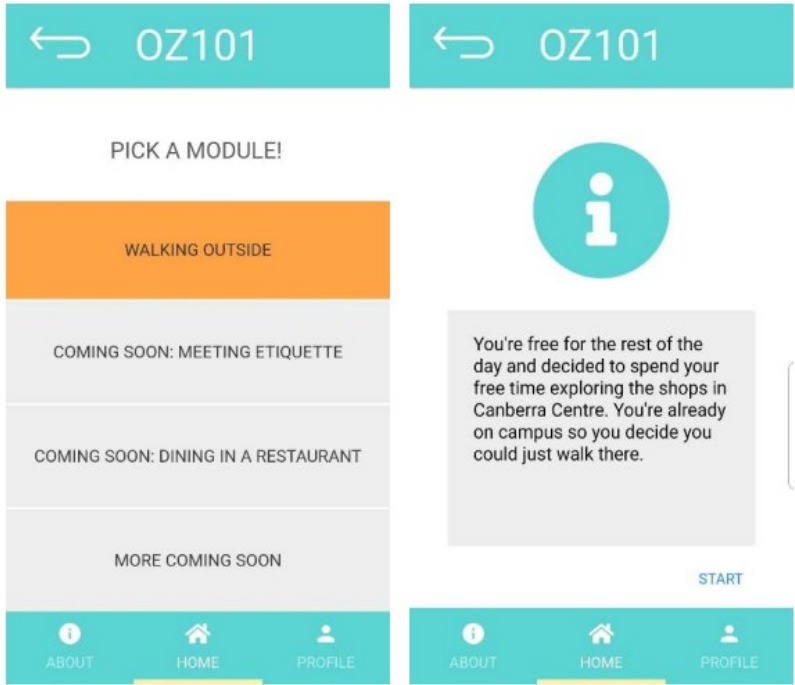 OZ101
PICK A MODULE!
WALKING OUTSIDE
COMING SOON: MEETING ETIQUETTE
COMING SOON: DINING IN A RESTAURANT
MORE COMING SOON
ABOUT
HOME
PROFILE
OZ101
You're free for the rest of the
day and decided to spend your
free time exploring the shops in
Canberra Centre. You're already
on campus so you decide you
could just walk there.
START
ABOUT
HOME
PROFILE